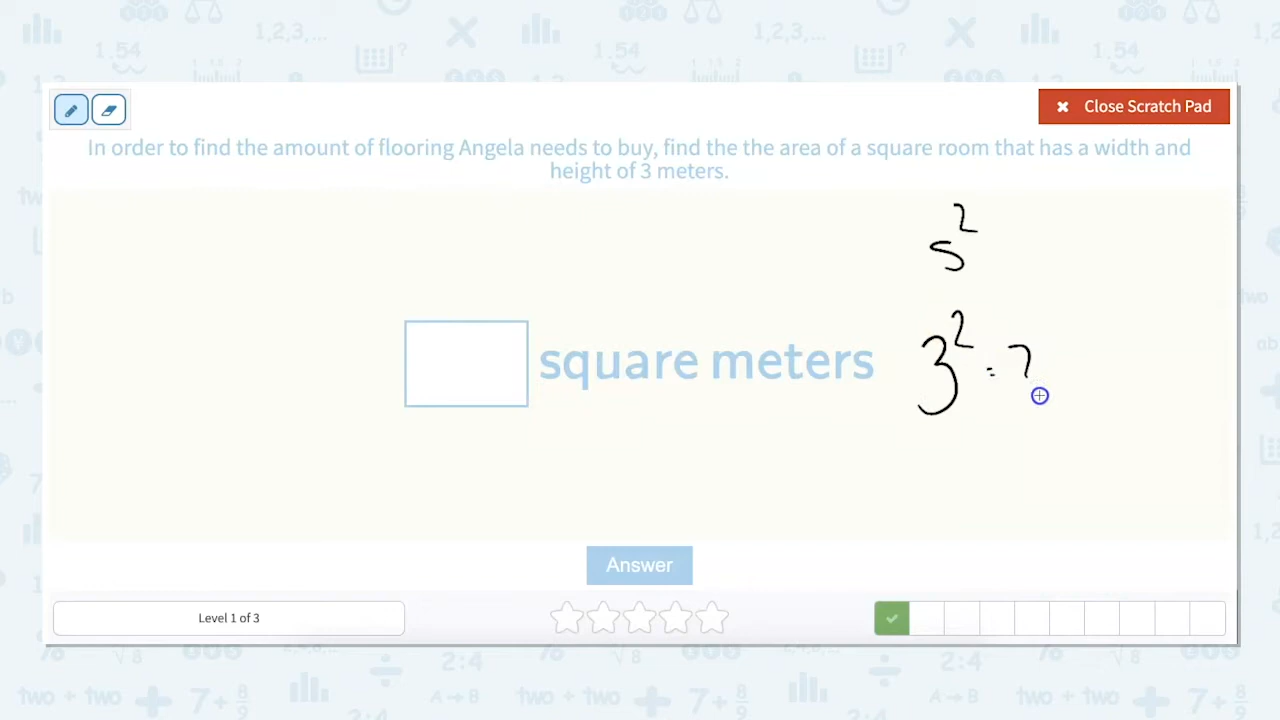 Close Scratch Pad
In order to find the amount of flooring Angela needs to buy, find the the area of a square room that has a width and
height of 3 meters.
s²
square meters
3² = ?
Answer
Level 1 of 3